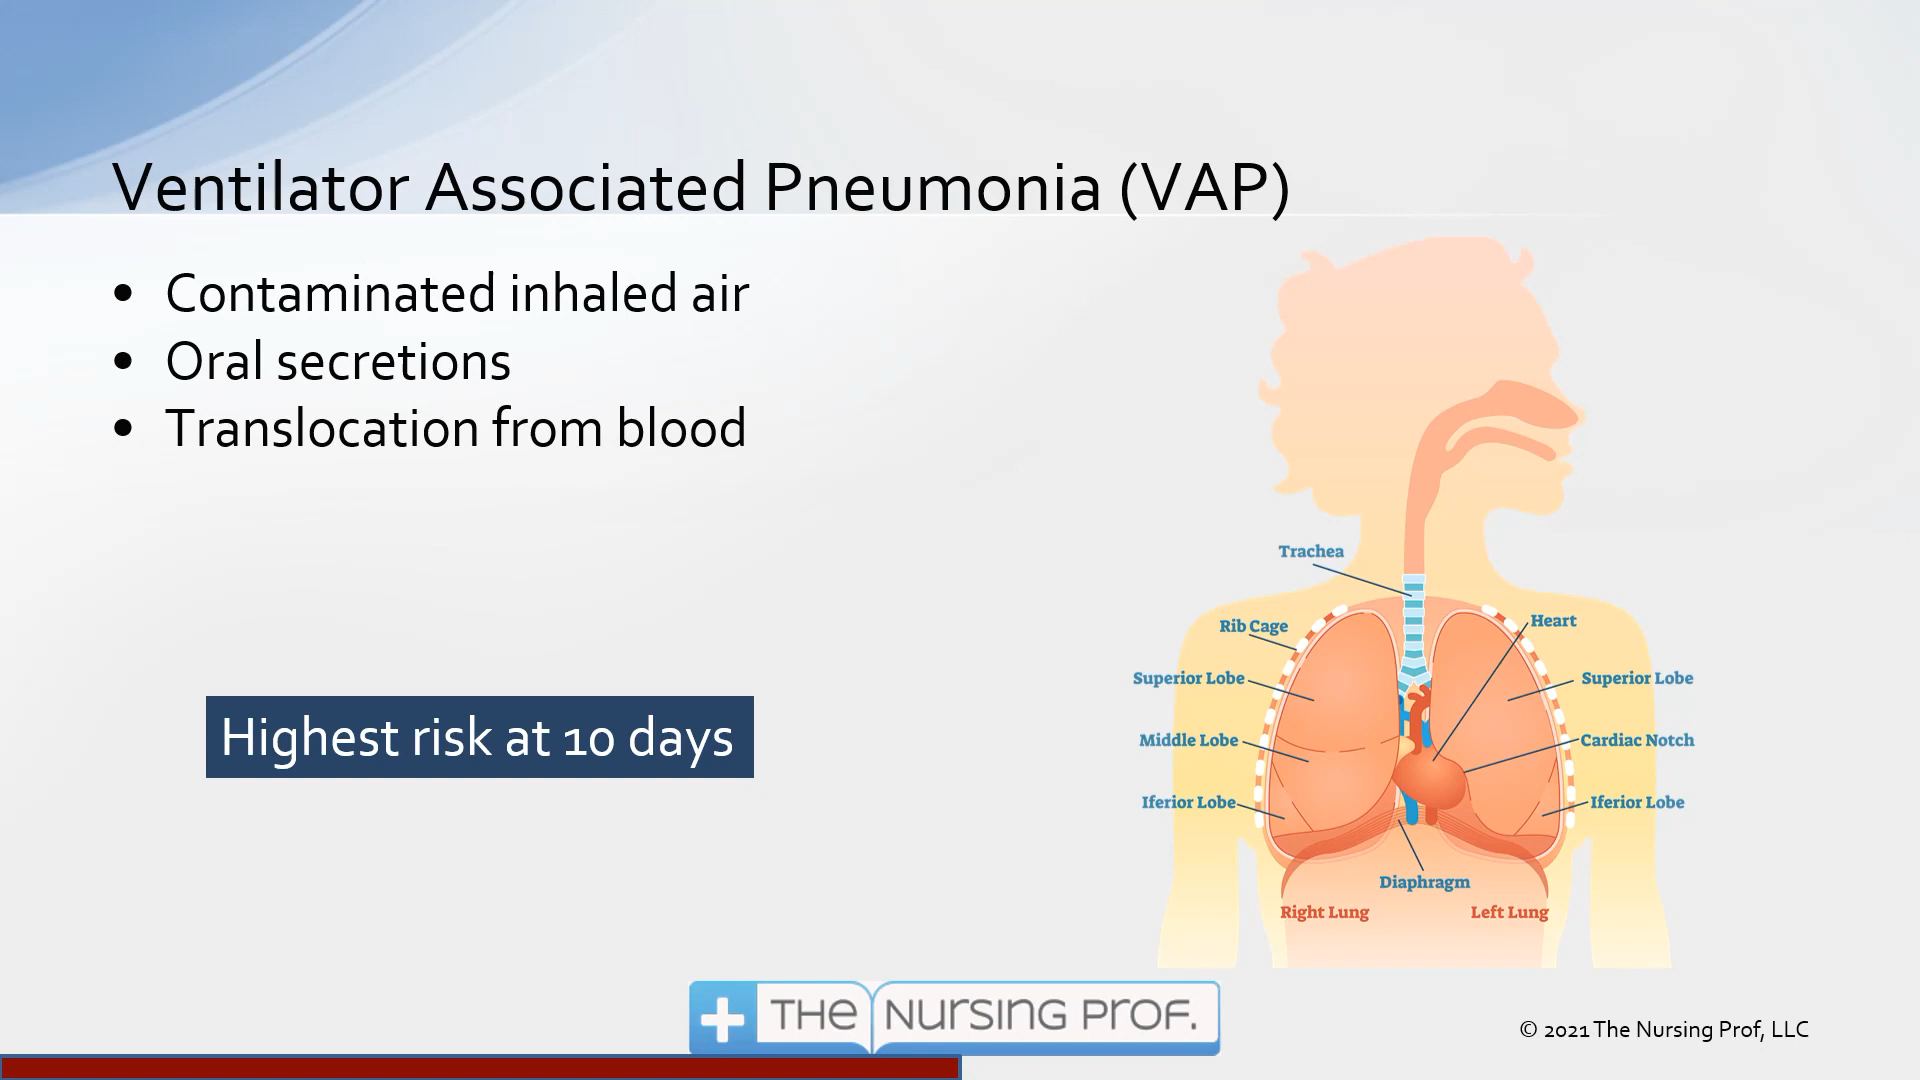 Ventilator Associated Pneumonia (VAP)
• Contaminated inhaled air
• Oral secretions
• Translocation from blood
Highest risk at 10 days
Trachea
Rib Cage
Heart
Superior Lobe
Superior Lobe
Middle Lobe
Cardiac Notch
Iferior Lobe
Iferior Lobe
Diaphragm
Right Lung
Left Lung
THE NURSING PROF.
© 2021 The Nursing Prof, LLC